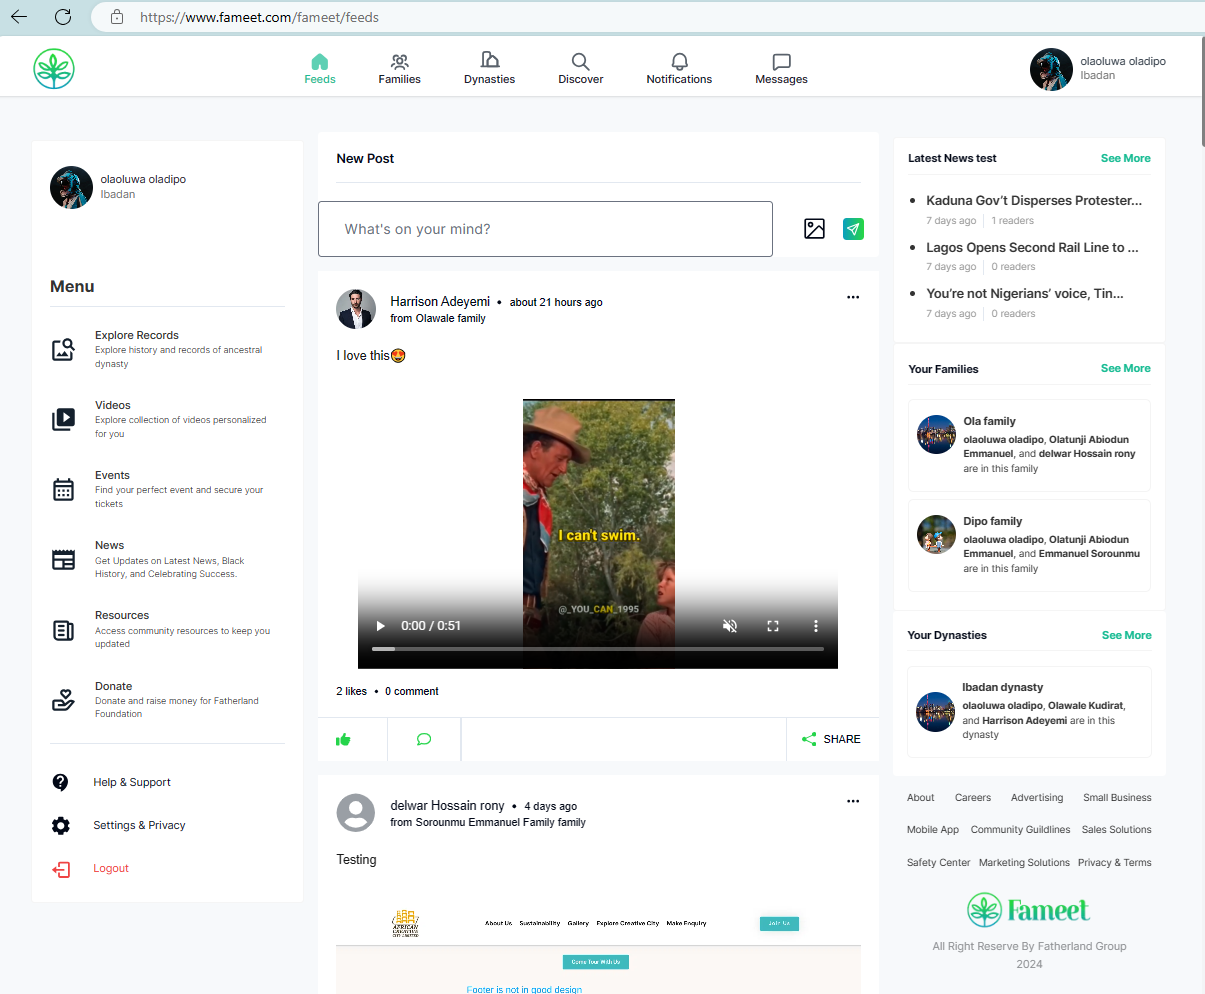 https://www.fameet.com/fameet/feeds
Feeds
Families
Dynasties
Discover
Notifications
Messages
olaoluwa oladipo
Ibadan
olaoluwa oladipo
Ibadan
Menu
Explore Records
Explore history and records of ancestral
dynasty
Videos
Explore collection of videos personalized
for you
Events
Find your perfect event and secure your
tickets
News
Get Updates on Latest News, Black
History, and Celebrating Success.
Resources
Access community resources to keep you
updated
Donate
Donate and raise money for Fatherland
Foundation
Help & Support
Settings & Privacy
Logout
New Post
What's on your mind?
Harrison Adeyemi • about 21 hours ago
from Olawale family
I love this😍
I can't swim.
@_YOU_CAN_1995
0:00 / 0:51
2 likes • 0 comment
SHARE
delwar Hossain rony • 4 days ago
from Sorounmu Emmanuel Family family
Testing
AFRICAN
CREATIVE
CITY LIMITED
About Us Sustainability Gallery Explore Creative City Make Enquiry
Join Us
Come Tour With Us
Footer is not in good design
Latest News test See More
• Kaduna Gov't Disperses Protester...
7 days ago 1 readers
• Lagos Opens Second Rail Line to ...
7 days ago 0 readers
• You're not Nigerians' voice, Tin...
7 days ago 0 readers
Your Families See More
Ola family
olaoluwa oladipo, Olatunji Abiodun
Emmanuel, and delwar Hossain rony
are in this family
Dipo family
olaoluwa oladipo, Olatunji Abiodun
Emmanuel, and Emmanuel Sorounmu
are in this family
Your Dynasties See More
Ibadan dynasty
olaoluwa oladipo, Olawale Kudirat,
and Harrison Adeyemi are in this
dynasty
About Careers Advertising Small Business
Mobile App Community Guildlines Sales Solutions
Safety Center Marketing Solutions Privacy & Terms
Fameet
All Right Reserve By Fatherland Group
2024